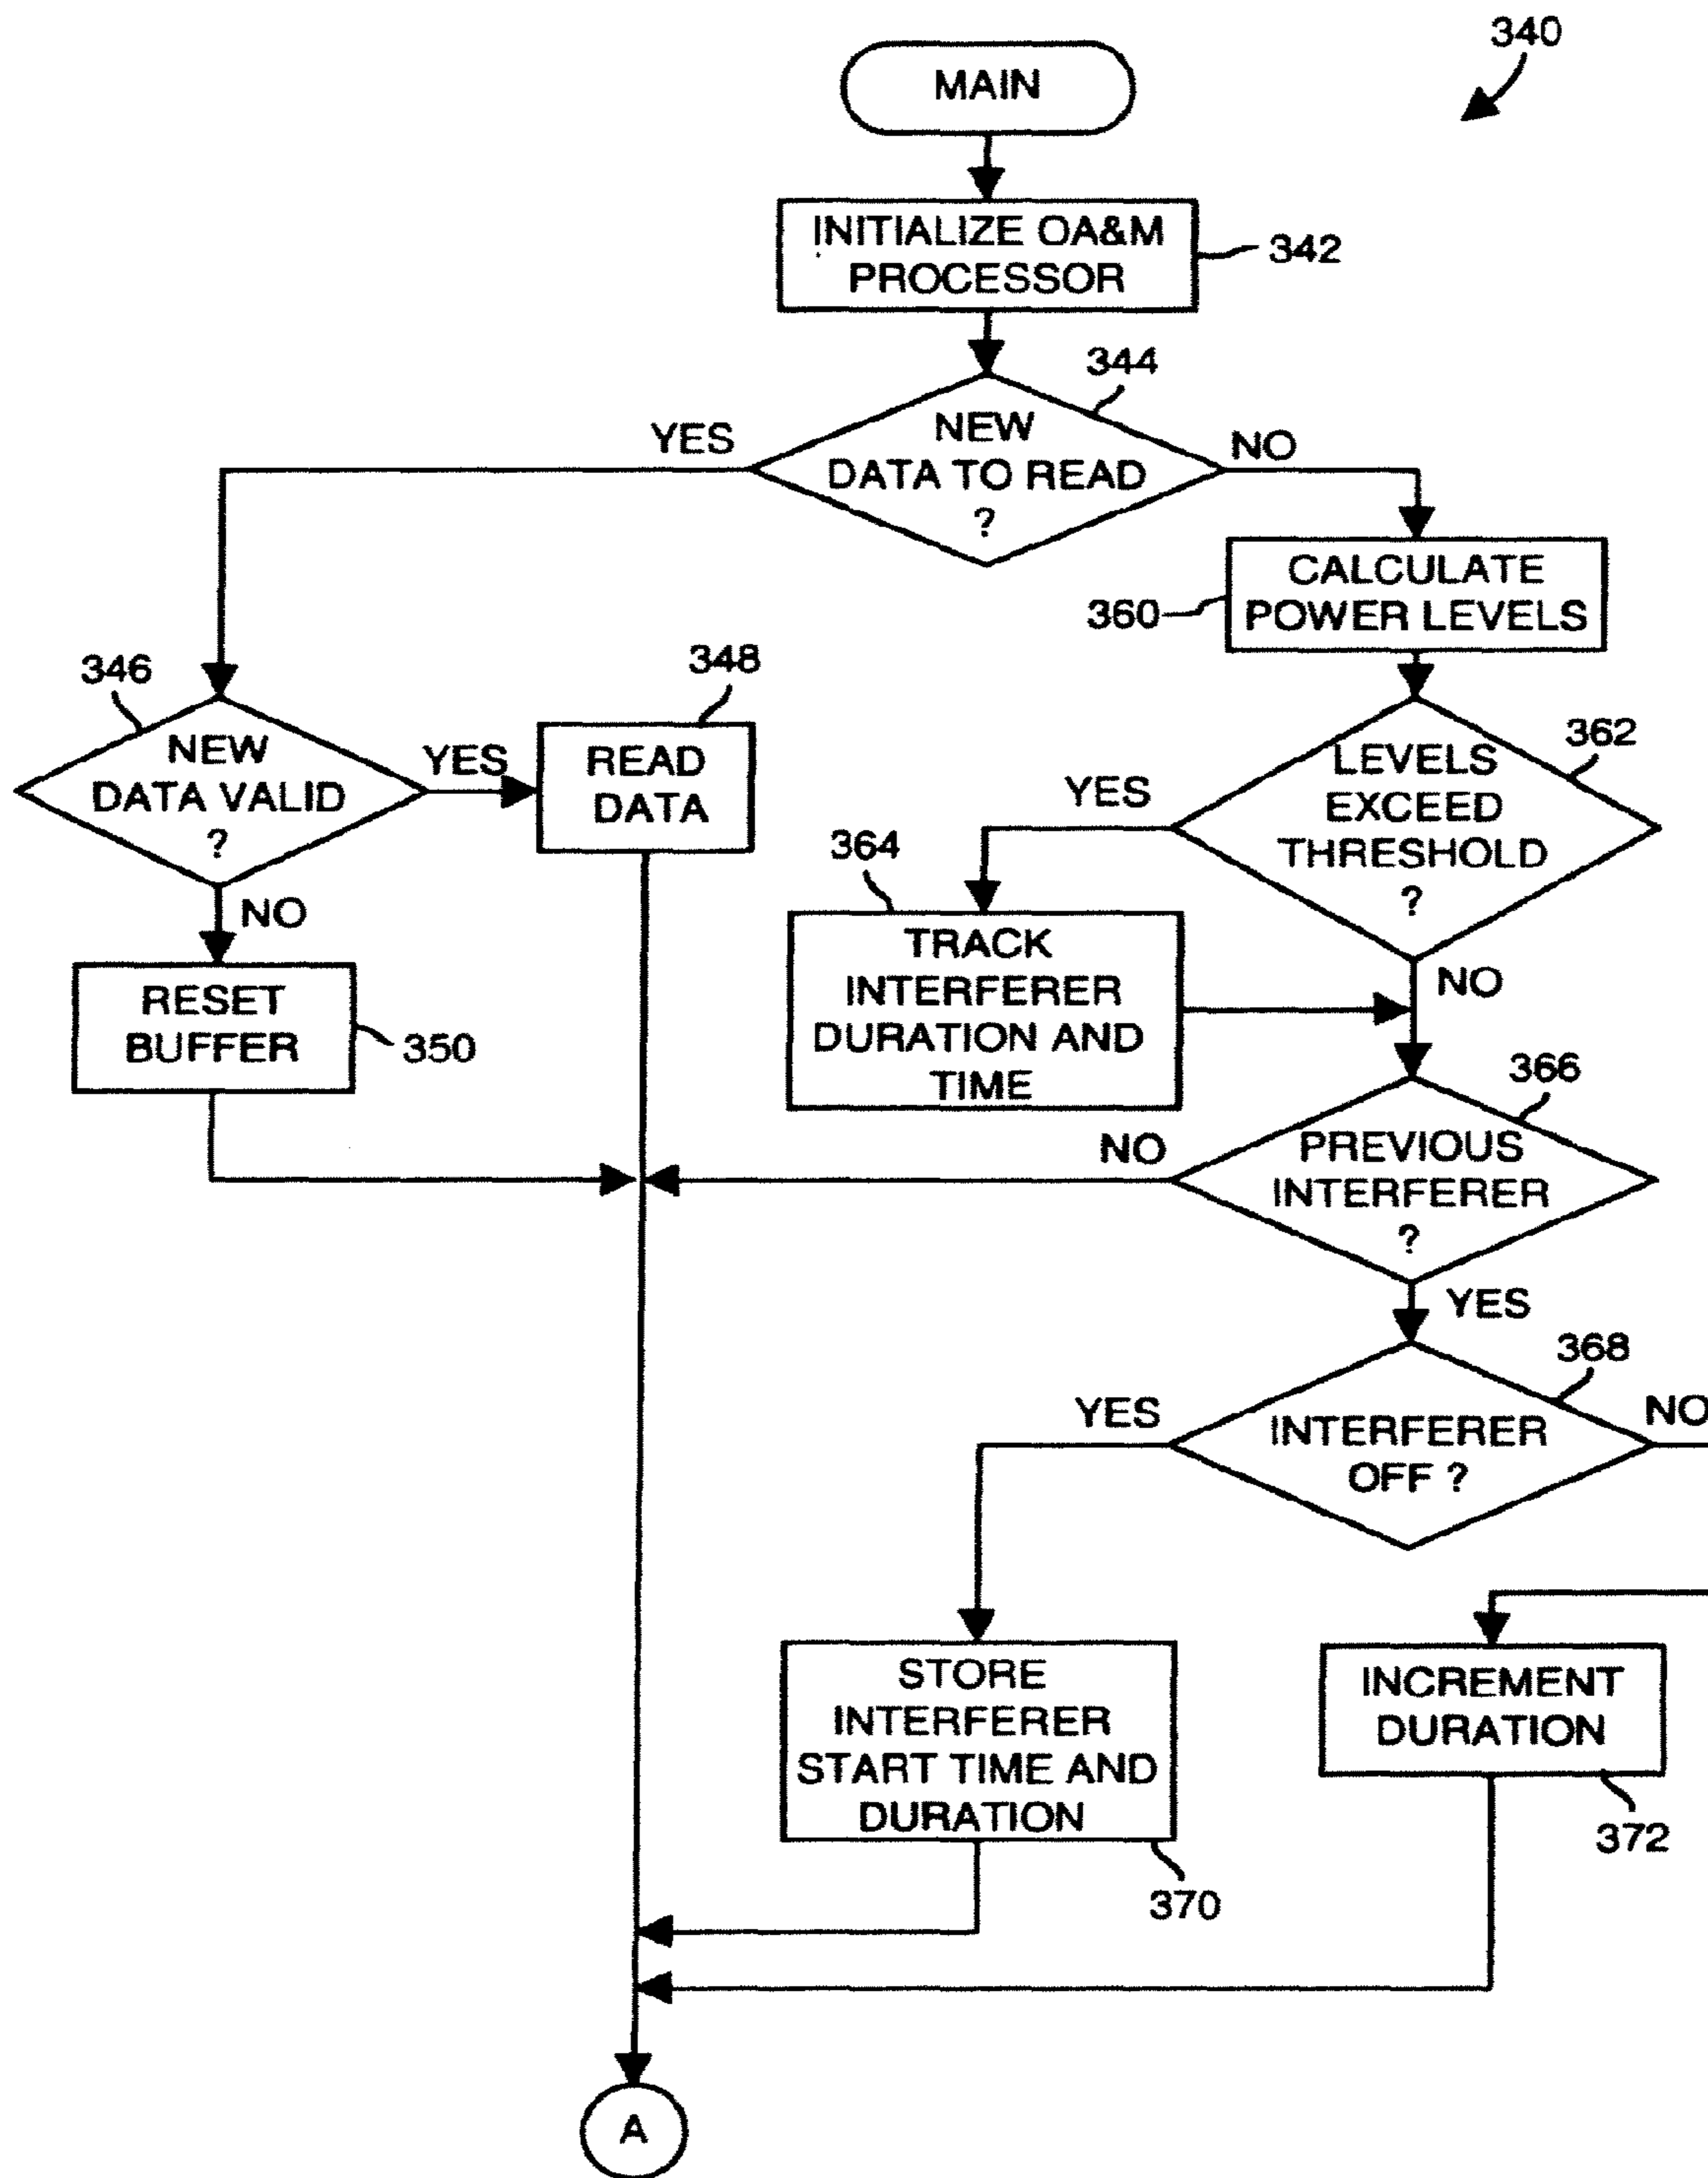 340
MAIN
INITIALIZE OA&M
PROCESSOR
342
344
NEW
DATA TO READ
?
YES
NO
CALCULATE
POWER LEVELS
360
346
NEW
DATA VALID
?
YES
348
READ
DATA
NO
RESET
BUFFER
350
362
LEVELS
EXCEED
THRESHOLD
?
YES
364
TRACK
INTERFERER
DURATION AND
TIME
NO
366
PREVIOUS
INTERFERER
?
NO
YES
368
INTERFERER
OFF ?
YES
NO
STORE
INTERFERER
START TIME AND
DURATION
370
INCREMENT
DURATION
372
A